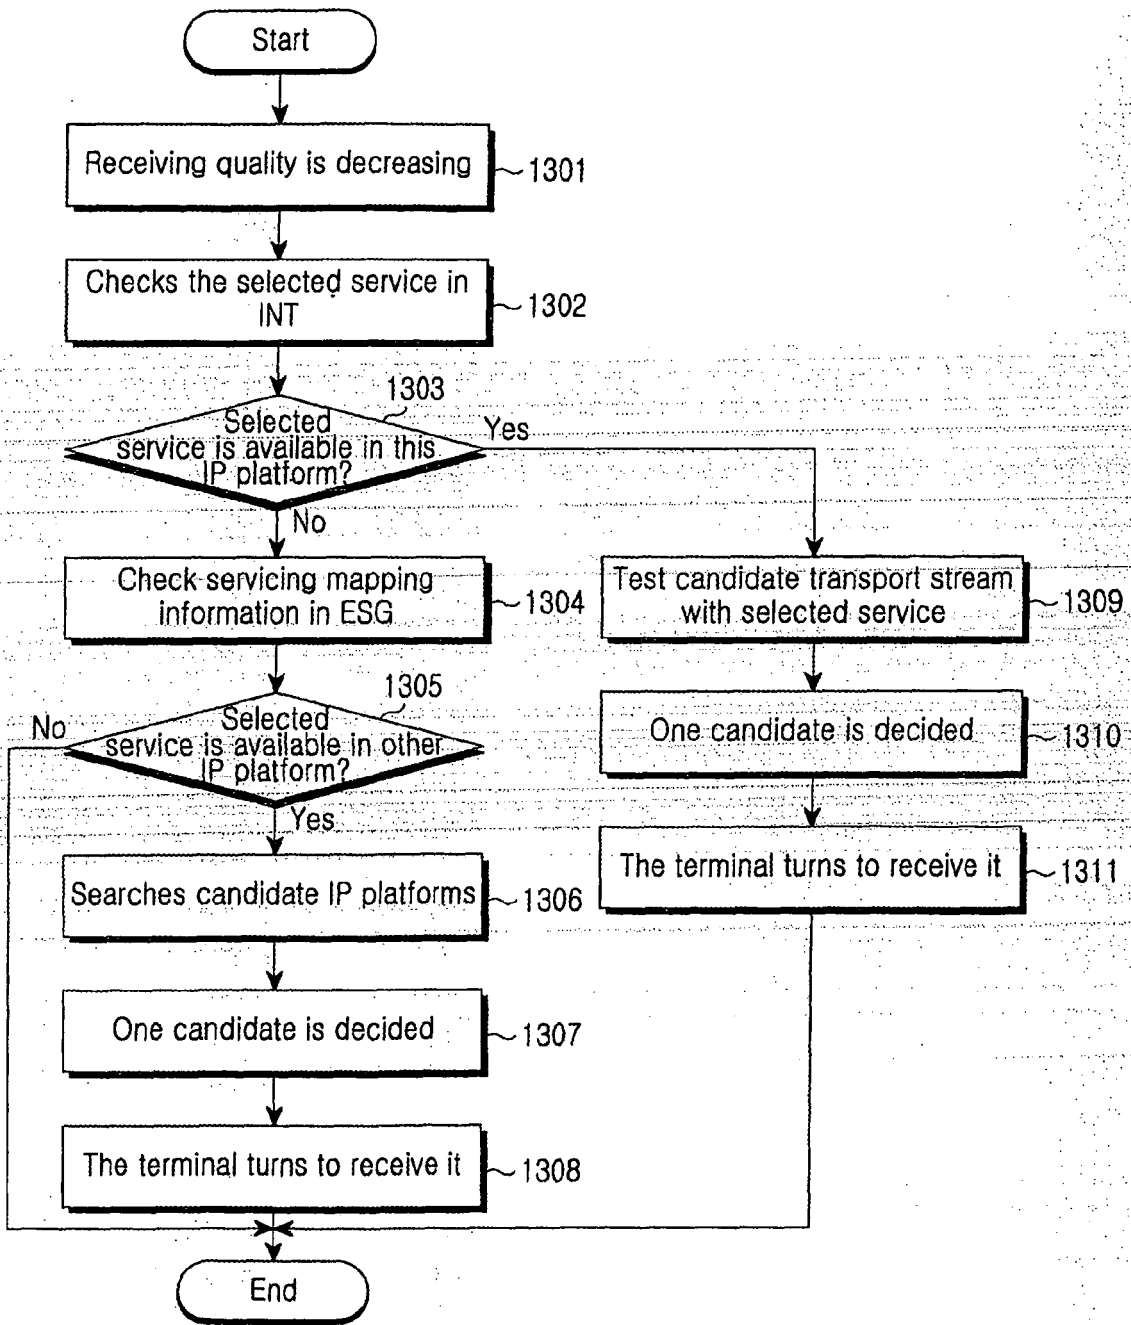 Start
Receiving quality is decreasing
1301
Checks the selected service in
INT
1302
1303
Selected
service is available in this
IP platform?
Yes
No
Check servicing mapping
information in ESG
1304
Test candidate transport stream
with selected service
1309
1305
Selected
service is available in other
IP platform?
No
Yes
One candidate is decided
1310
Searches candidate IP platforms
1306
The terminal turns to receive it
1311
One candidate is decided
1307
The terminal turns to receive it
1308
End